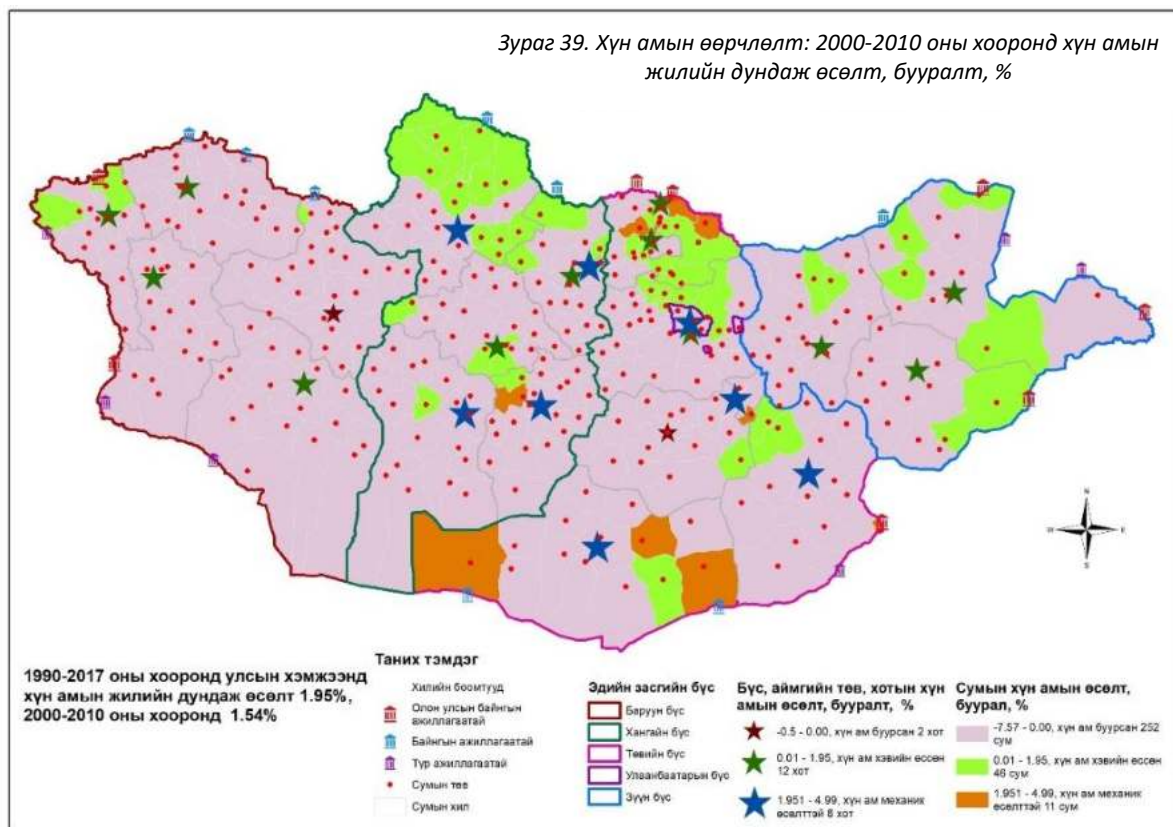 Зураг 39. Хүн амын өөрчлөлт: 2000-2010 оны хооронд хүн амын
жилийн дундаж өсөлт, бууралт, %
N
W
E
S
1990-2017 оны хооронд улсын хэмжээнд
хүн амын жилийн дундаж өсөлт 1.95%,
2000-2010 оны хооронд 1.54%
Таних тэмдэг
Хилийн боомтууд
Олон улсын байнгын
ажиллагаатай
Байнгын ажиллагаатай
Түр ажиллагаатай
Сумын төв
Сумын хил
Эдийн засгийн бүс
Баруун бүс
Хангайн бүс
Төвийн бүс
Улаанбаатарын бүс
Зүүн бүс
Бүс, аймгийн төв, хотын хүн
амын өсөлт, бууралт, %
-0.5 - 0.00, хүн ам буурсан 2 хот
0.01 - 1.95, хүн ам хэвийн өссөн
12 хот
1.951 - 4.99, хүн ам механик
өсөлттэй 8 хот
Сумын хүн амын өсөлт,
буурал, %
-7.57 - 0.00, хүн ам буурсан 252
сум
0.01 - 1.95, хүн ам хэвийн өссөн
46 сум
1.951 - 4.99, хүн ам механик
өсөлттэй 11 сум